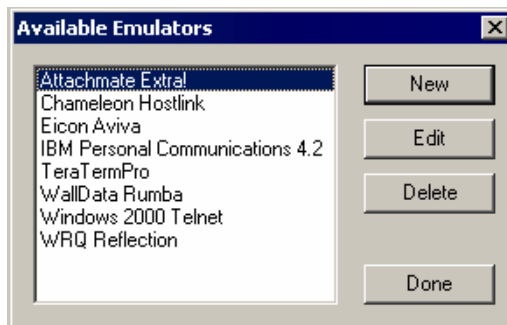 Available Emulators
Attachmate Extra!
Chameleon Hostlink
Eicon Aviva
IBM Personal Communications 4.2
TeraTermPro
WallData Rumba
Windows 2000 Telnet
WRQ Reflection
New
Edit
Delete
Done